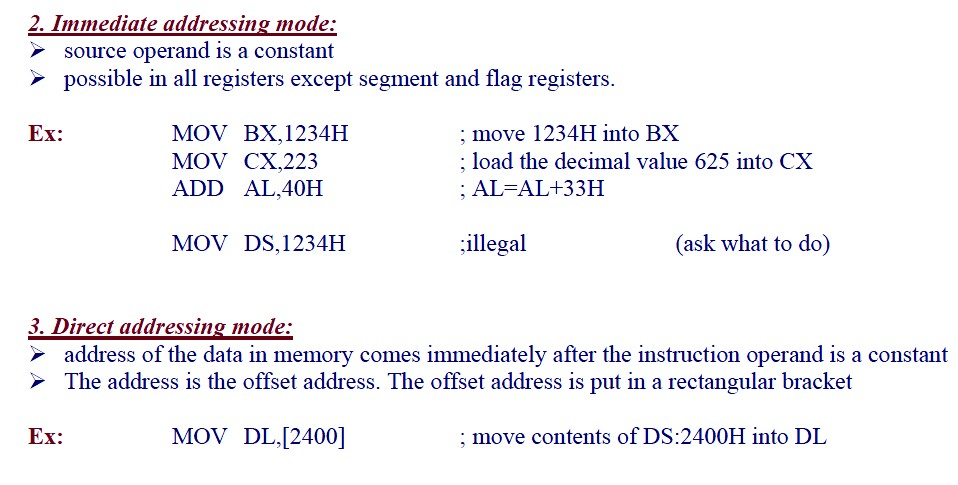 2. Immediate addressing mode:
➢ source operand is a constant
➢ possible in all registers except segment and flag registers.
Ex: MOV BX,1234H ; move 1234H into BX
MOV CX,223 ; load the decimal value 625 into CX
ADD AL,40H ; AL=AL+33H
MOV DS,1234H ;illegal (ask what to do)
3. Direct addressing mode:
➢ address of the data in memory comes immediately after the instruction operand is a constant
➢ The address is the offset address. The offset address is put in a rectangular bracket
Ex: MOV DL,[2400] ; move contents of DS:2400H into DL